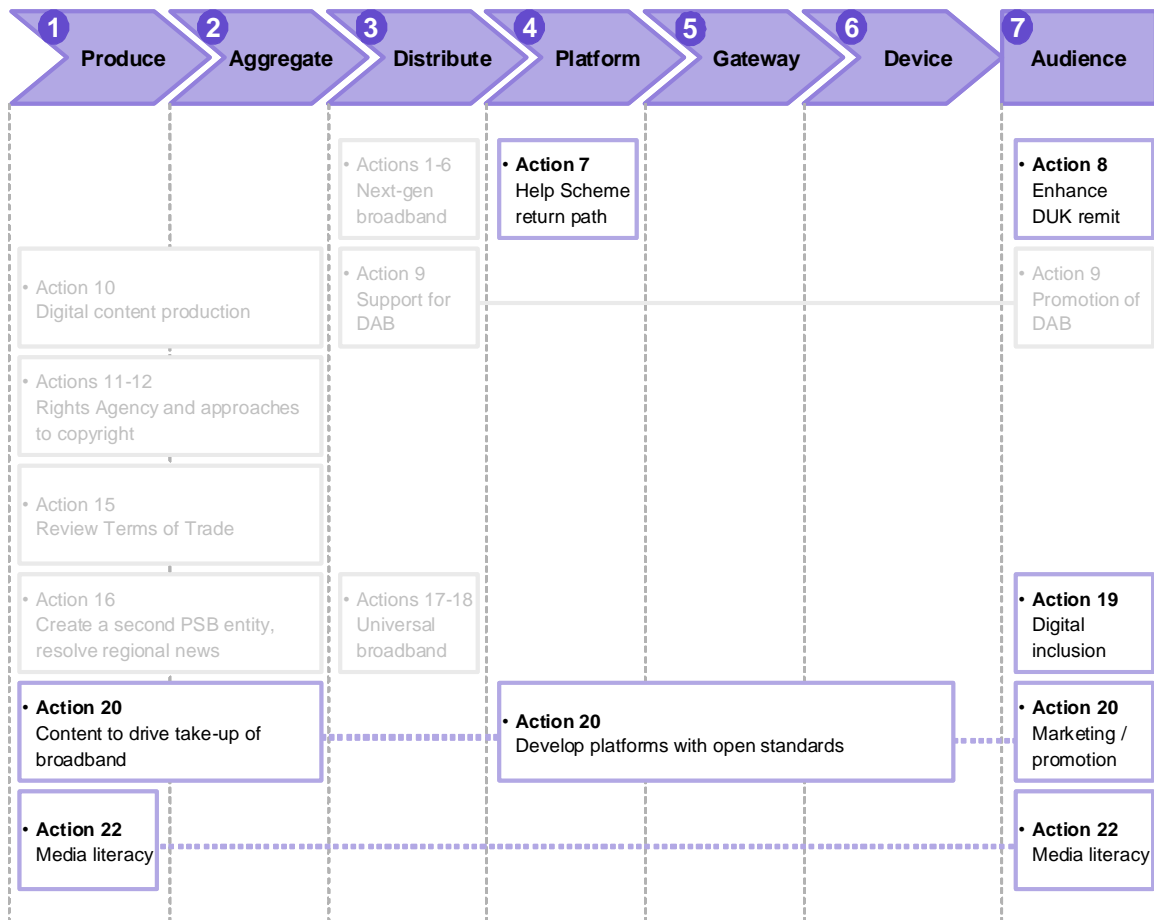 1 2 3 4 5 6 7
Produce Aggregate Distribute Platform Gateway Device Audience
• Actions 1-6
Next-gen
broadband
• Action 7
Help Scheme
return path
• Action 8
Enhance
DUK remit
• Action 10
Digital content production
• Action 9
Support for
DAB
• Action 9
Promotion of
DAB
• Actions 11-12
Rights Agency and approaches
to copyright
• Action 15
Review Terms of Trade
• Action 16
Create a second PSB entity,
resolve regional news
• Actions 17-18
Universal
broadband
• Action 19
Digital
inclusion
• Action 20
Content to drive take-up of
broadband
• Action 20
Develop platforms with open standards
• Action 20
Marketing /
promotion
• Action 22
Media literacy
• Action 22
Media literacy